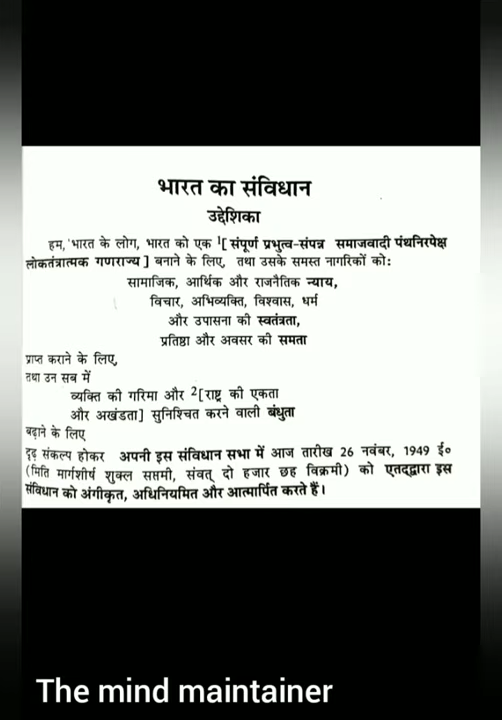 भारत का संविधान
उद्देशिका
हम, भारत के लोग, भारत को एक ¹[ संपूर्ण प्रभुत्व-संपन्न समाजवादी पंथनिरपेक्ष
लोकतंत्रात्मक गणराज्य ] बनाने के लिए, तथा उसके समस्त नागरिकों को:
सामाजिक, आर्थिक और राजनैतिक न्याय,
विचार, अभिव्यक्ति, विश्वास, धर्म
और उपासना की स्वतंत्रता,
प्रतिष्ठा और अवसर की समता
प्राप्त कराने के लिए,
तथा उन सब में
व्यक्ति की गरिमा और ²[राष्ट्र की एकता
और अखंडता] सुनिश्चित करने वाली बंधुता
बढ़ाने के लिए
दृढ़ संकल्प होकर अपनी इस संविधान सभा में आज तारीख 26 नवंबर, 1949 ई०
(मिति मार्गशीर्ष शुक्ल सप्तमी, संवत् दो हजार छह विक्रमी) को एतद्द्वारा इस
संविधान को अंगीकृत, अधिनियमित और आत्मार्पित करते हैं।
The mind maintainer